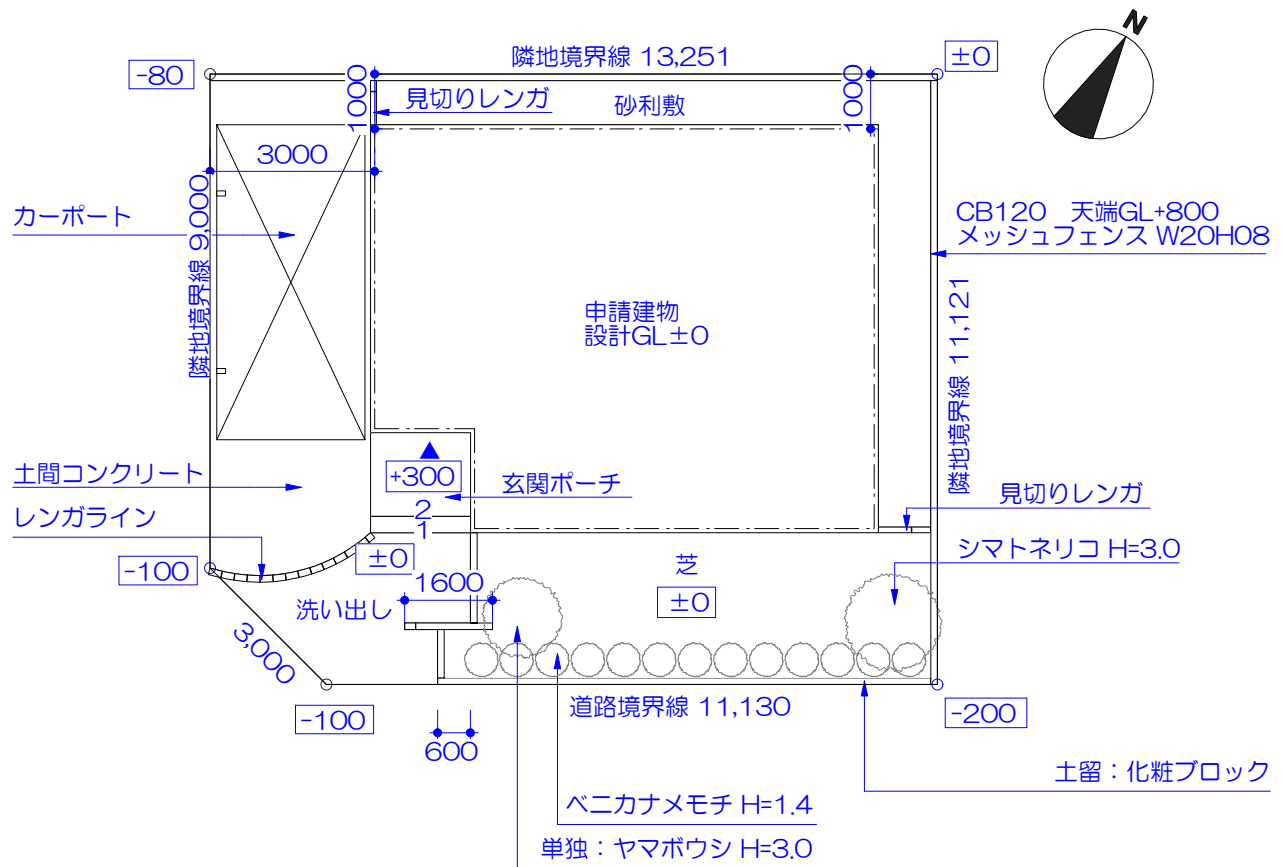 N
隣地境界線 13,251
-80
±0
1000
見切りレンガ
砂利敷
1000
3000
カーポート
隣地境界線 9,000
CB120 天端GL+800
メッシュフェンス W20H08
申請建物
設計GL±0
隣地境界線 11,121
+300
玄関ポーチ
土間コンクリート
見切りレンガ
レンガライン
2
1
±0
シマトネリコ H=3.0
-100
芝
1600
±0
洗い出し
3,000
道路境界線 11,130
-100
-200
600
土留：化粧ブロック
ベニカナメモチ H=1.4
単独：ヤマボウシ H=3.0